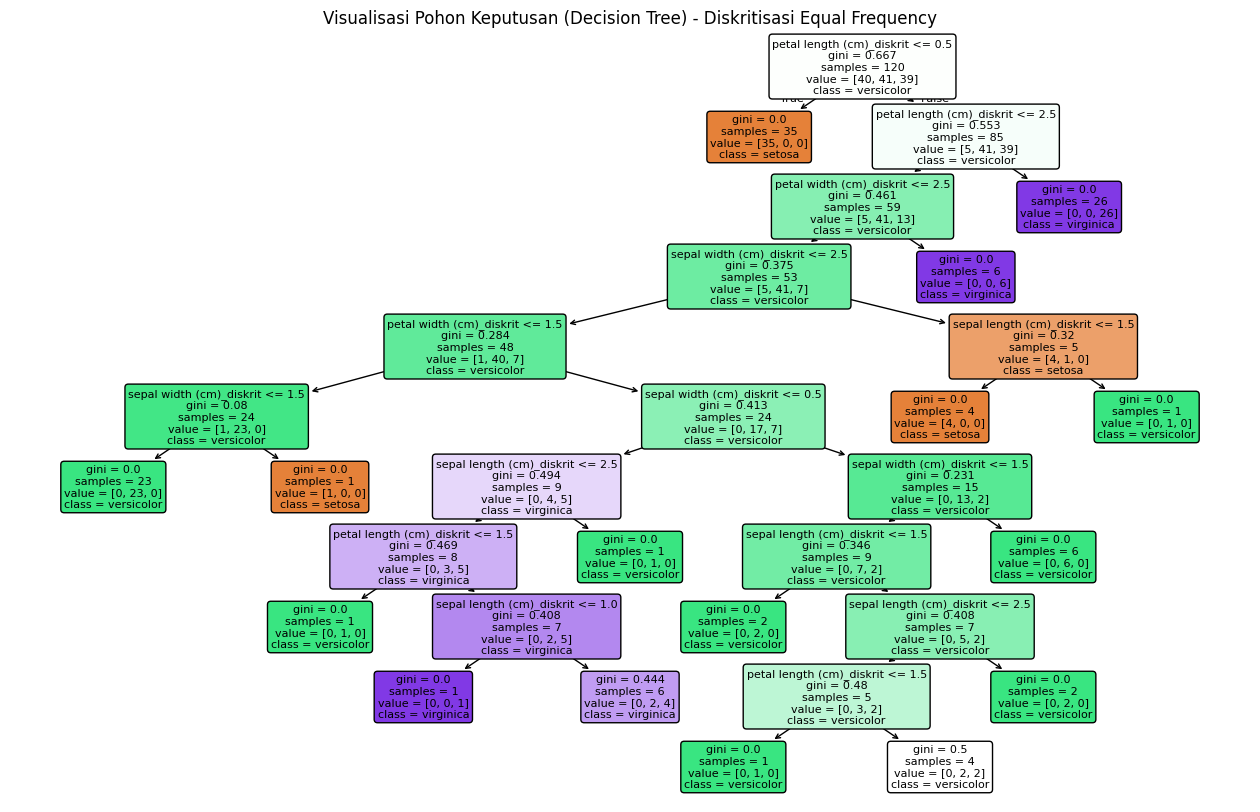 Visualisasi Pohon Keputusan (Decision Tree) - Diskritisasi Equal Frequency
petal length (cm)_diskrit <= 0.5
gini = 0.667
samples = 120
value = [40, 41, 39]
class = versicolor
True
False
gini = 0.0
samples = 35
value = [35, 0, 0]
class = setosa
petal length (cm)_diskrit <= 2.5
gini = 0.553
samples = 85
value = [5, 41, 39]
class = versicolor
petal width (cm)_diskrit <= 2.5
gini = 0.461
samples = 59
value = [5, 41, 13]
class = versicolor
gini = 0.0
samples = 26
value = [0, 0, 26]
class = virginica
sepal width (cm)_diskrit <= 2.5
gini = 0.375
samples = 53
value = [5, 41, 7]
class = versicolor
gini = 0.0
samples = 6
value = [0, 0, 6]
class = virginica
petal width (cm)_diskrit <= 1.5
gini = 0.284
samples = 48
value = [1, 40, 7]
class = versicolor
sepal length (cm)_diskrit <= 1.5
gini = 0.32
samples = 5
value = [4, 1, 0]
class = setosa
sepal width (cm)_diskrit <= 1.5
gini = 0.08
samples = 24
value = [1, 23, 0]
class = versicolor
sepal width (cm)_diskrit <= 0.5
gini = 0.413
samples = 24
value = [0, 17, 7]
class = versicolor
gini = 0.0
samples = 4
value = [4, 0, 0]
class = setosa
gini = 0.0
samples = 1
value = [0, 1, 0]
class = versicolor
gini = 0.0
samples = 23
value = [0, 23, 0]
class = versicolor
gini = 0.0
samples = 1
value = [1, 0, 0]
class = setosa
sepal length (cm)_diskrit <= 2.5
gini = 0.494
samples = 9
value = [0, 4, 5]
class = virginica
sepal width (cm)_diskrit <= 1.5
gini = 0.231
samples = 15
value = [0, 13, 2]
class = versicolor
petal length (cm)_diskrit <= 1.5
gini = 0.469
samples = 8
value = [0, 3, 5]
class = virginica
gini = 0.0
samples = 1
value = [0, 1, 0]
class = versicolor
sepal length (cm)_diskrit <= 1.5
gini = 0.346
samples = 9
value = [0, 7, 2]
class = versicolor
gini = 0.0
samples = 6
value = [0, 6, 0]
class = versicolor
gini = 0.0
samples = 1
value = [0, 1, 0]
class = versicolor
sepal length (cm)_diskrit <= 1.0
gini = 0.408
samples = 7
value = [0, 2, 5]
class = virginica
gini = 0.0
samples = 2
value = [0, 2, 0]
class = versicolor
sepal length (cm)_diskrit <= 2.5
gini = 0.408
samples = 7
value = [0, 5, 2]
class = versicolor
gini = 0.0
samples = 1
value = [0, 0, 1]
class = virginica
gini = 0.444
samples = 6
value = [0, 2, 4]
class = virginica
petal length (cm)_diskrit <= 1.5
gini = 0.48
samples = 5
value = [0, 3, 2]
class = versicolor
gini = 0.0
samples = 2
value = [0, 2, 0]
class = versicolor
gini = 0.0
samples = 1
value = [0, 1, 0]
class = versicolor
gini = 0.5
samples = 4
value = [0, 2, 2]
class = versicolor